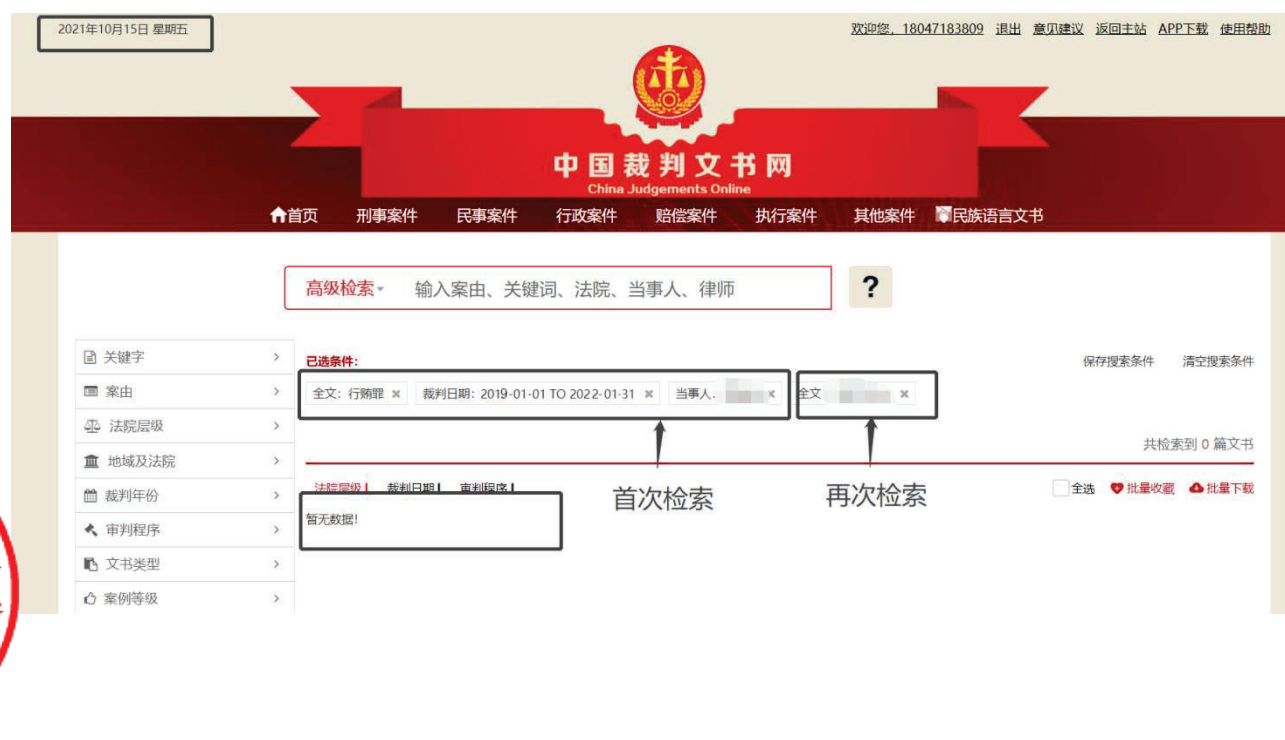 2021年10月15日 星期五
欢迎您，18047183809 退出 意见建议 返回主站 APP下载 使用帮助
中国裁判文书网
China Judgements Online
首页 刑事案件 民事案件 行政案件 赔偿案件 执行案件 其他案件 民族语言文书
高级检索 输入案由、关键词、法院、当事人、律师 ?
关键字
已选条件:
保存搜索条件 清空搜索条件
案由
全文: 行贿罪 × 裁判日期: 2019-01-01 TO 2022-01-31 × 当事人 × 全文 ×
法院层级
共检索到 0 篇文书
地域及法院
裁判年份
法院层级 裁判日期 审判程序
首次检索
再次检索
全选 批量收藏 批量下载
暂无数据!
审判程序
文书类型
案例等级